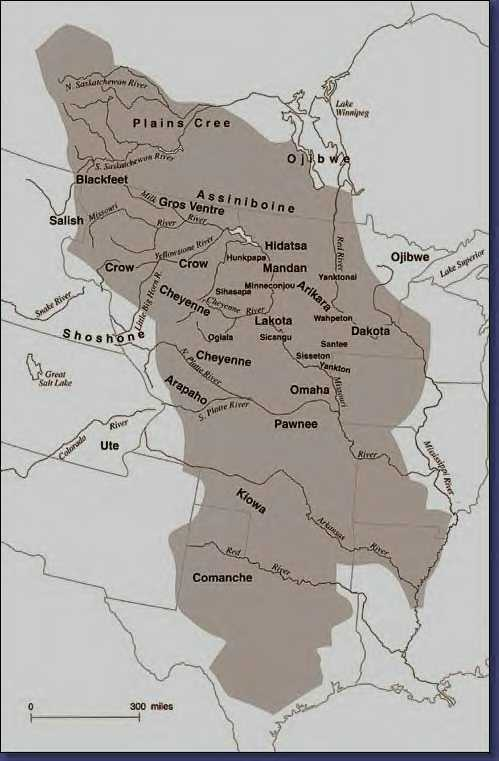 N. Saskatchewan River
Lake
Winnipeg
Plains Cree
Ojibwe
S. Saskatchewan River
Blackfeet
Milk
River
Gros Ventre
Assiniboine
Salish
Missouri
River
Red River
Yellowstone River
Hidatsa
Ojibwe
Lake Superior
Crow
Crow
Hunkpapa
Mandan
Yanktonai
Sihasapa
Minneconjou
Arikara
Snake River
Little Big Horn R.
Cheyenne
Cheyenne
River
Lakota
Wahpeton
Dakota
Shoshone
Oglala
Sicangu
Santee
Sisseton
Great
Salt Lake
Cheyenne
Yankton
N. Platte River
Arapaho
Omaha
Missouri
S. Platte River
Pawnee
Colorado
River
Ute
River
Mississippi River
Kiowa
Arkansas
River
Red
River
Comanche
0
300 miles